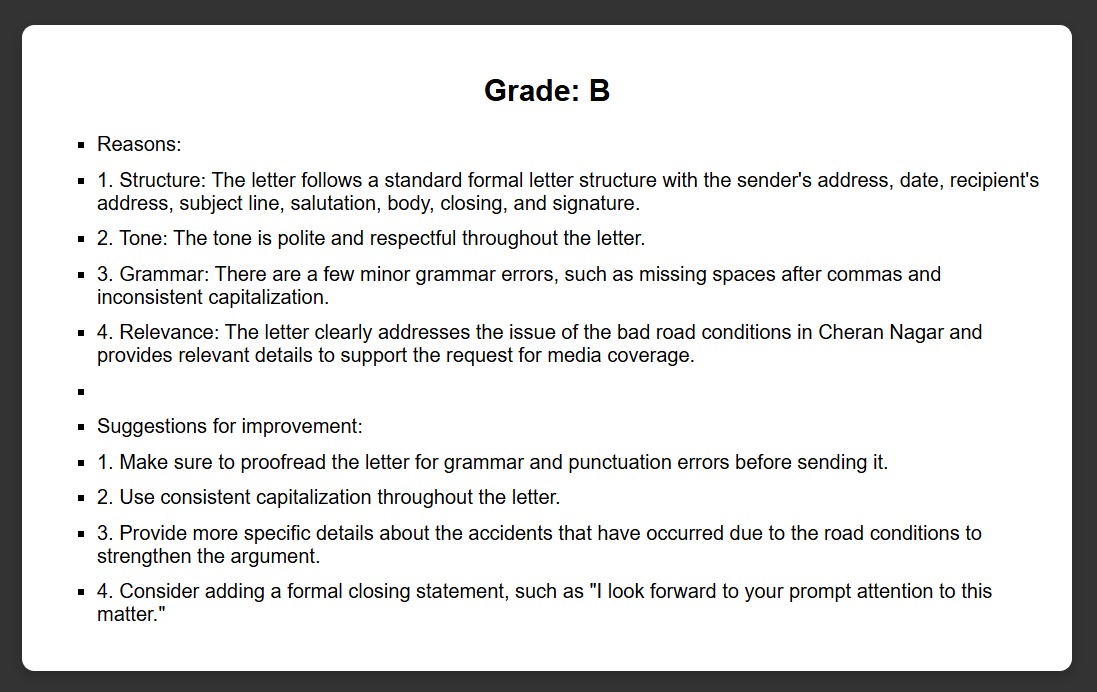 Grade: B
▪ Reasons:
▪ 1. Structure: The letter follows a standard formal letter structure with the sender's address, date, recipient's
address, subject line, salutation, body, closing, and signature.
▪ 2. Tone: The tone is polite and respectful throughout the letter.
▪ 3. Grammar: There are a few minor grammar errors, such as missing spaces after commas and
inconsistent capitalization.
▪ 4. Relevance: The letter clearly addresses the issue of the bad road conditions in Cheran Nagar and
provides relevant details to support the request for media coverage.
▪
▪ Suggestions for improvement:
▪ 1. Make sure to proofread the letter for grammar and punctuation errors before sending it.
▪ 2. Use consistent capitalization throughout the letter.
▪ 3. Provide more specific details about the accidents that have occurred due to the road conditions to
strengthen the argument.
▪ 4. Consider adding a formal closing statement, such as "I look forward to your prompt attention to this
matter."